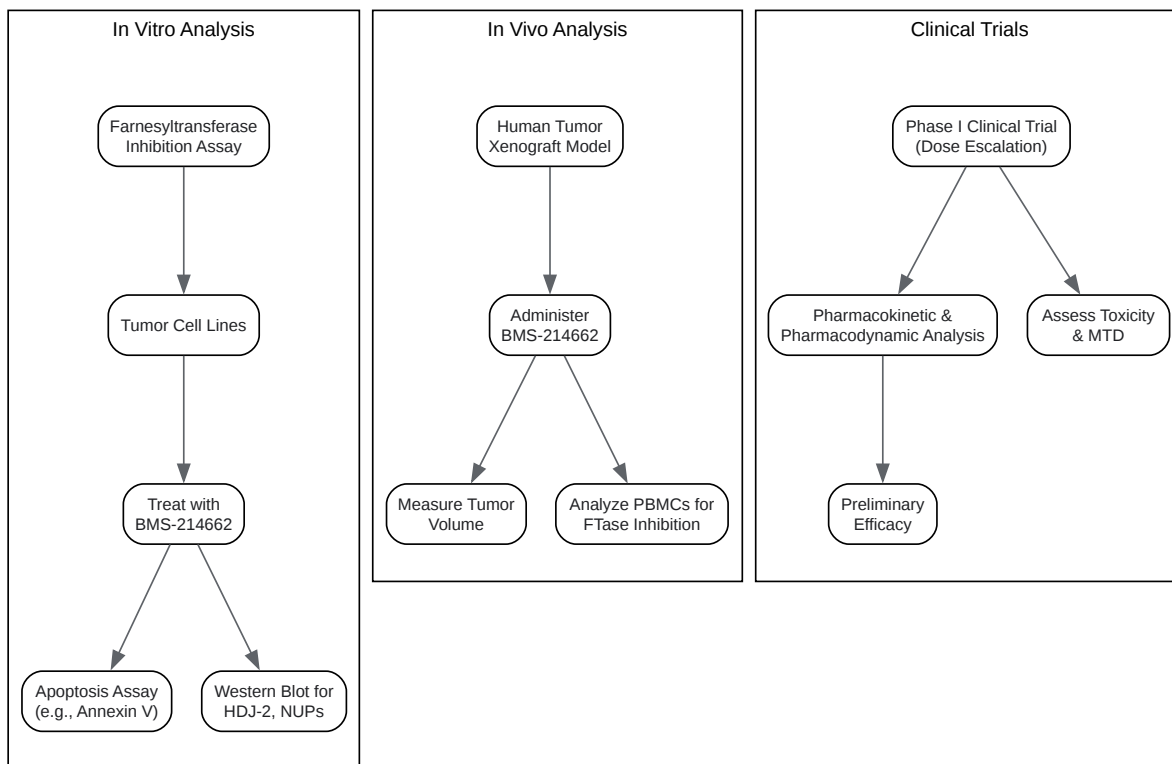 In Vitro Analysis
Farnesyltransferase
Inhibition Assay
Tumor Cell Lines
Treat with
BMS-214662
Apoptosis Assay
(e.g., Annexin V)
Western Blot for
HDJ-2, NUPs
In Vivo Analysis
Human Tumor
Xenograft Model
Administer
BMS-214662
Measure Tumor
Volume
Analyze PBMCs for
FTase Inhibition
Clinical Trials
Phase I Clinical Trial
(Dose Escalation)
Pharmacokinetic &
Pharmacodynamic Analysis
Assess Toxicity
& MTD
Preliminary
Efficacy